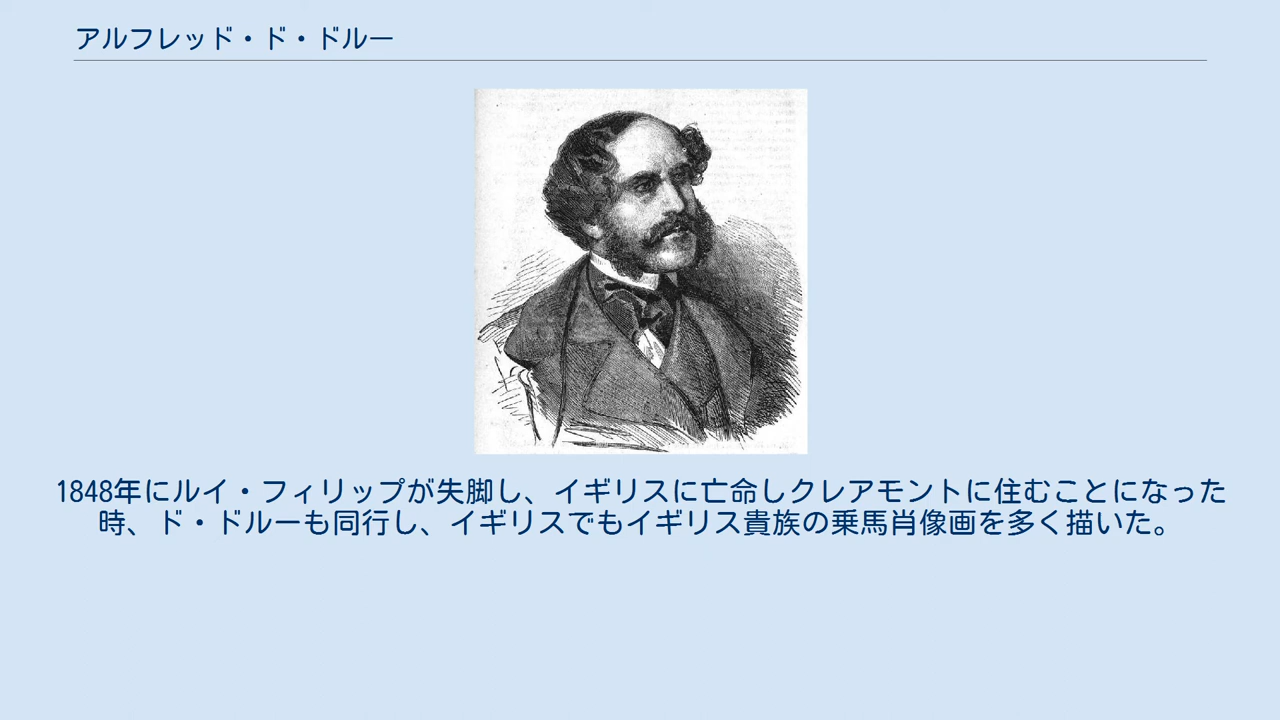 アルフレッド・ド・ドルー
1848年にルイ・フィリップが失脚し、イギリスに亡命しクレアモントに住むことになった
時、ド・ドルーも同行し、イギリスでもイギリス貴族の乗馬肖像画を多く描いた。